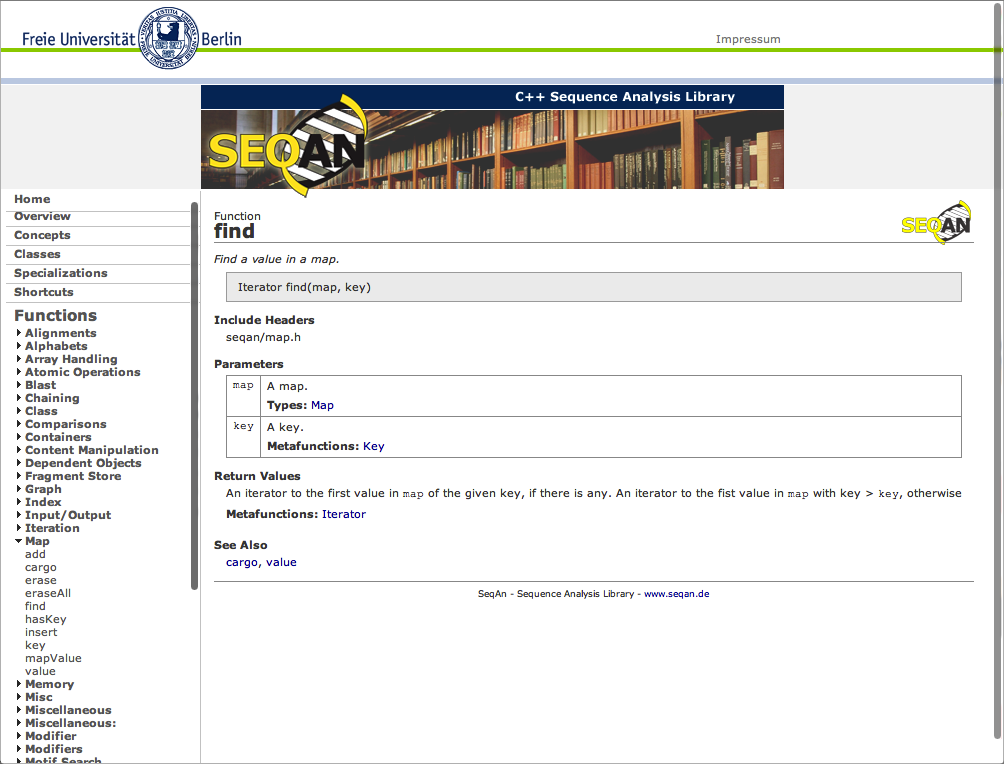 Freie Universität Berlin
Impressum
C++ Sequence Analysis Library
SEQAN
Home
Overview
Concepts
Classes
Specializations
Shortcuts
Functions
Alignments
Alphabets
Array Handling
Atomic Operations
Blast
Chaining
Class
Comparisons
Containers
Content Manipulation
Dependent Objects
Fragment Store
Graph
Index
Input/Output
Iteration
Map
add
cargo
erase
eraseAll
find
hasKey
insert
key
mapValue
value
Memory
Misc
Miscellaneous
Miscellaneous:
Modifier
Modifiers
Motif Search
Function
find
SEQAN
Find a value in a map.
Iterator find(map, key)
Include Headers
seqan/map.h
Parameters
map A map.
Types: Map
key A key.
Metafunctions: Key
Return Values
An iterator to the first value in map of the given key, if there is any. An iterator to the fist value in map with key > key, otherwise
Metafunctions: Iterator
See Also
cargo, value
SeqAn - Sequence Analysis Library - www.seqan.de